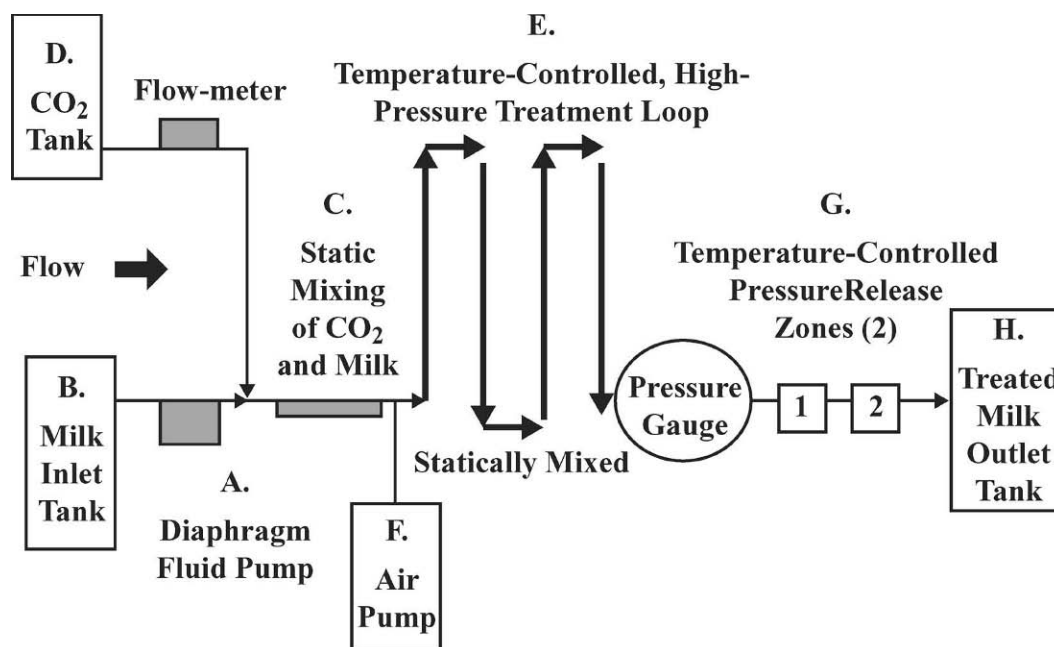 D.
CO₂
Tank
Flow-meter
E.
Temperature-Controlled, High-
Pressure Treatment Loop
Flow
C.
Static
Mixing
of CO₂
and Milk
G.
Temperature-Controlled
PressureRelease
Zones (2)
B.
Milk
Inlet
Tank
A.
Diaphragm
Fluid Pump
F.
Air
Pump
Statically Mixed
Pressure
Gauge
1
2
H.
Treated
Milk
Outlet
Tank